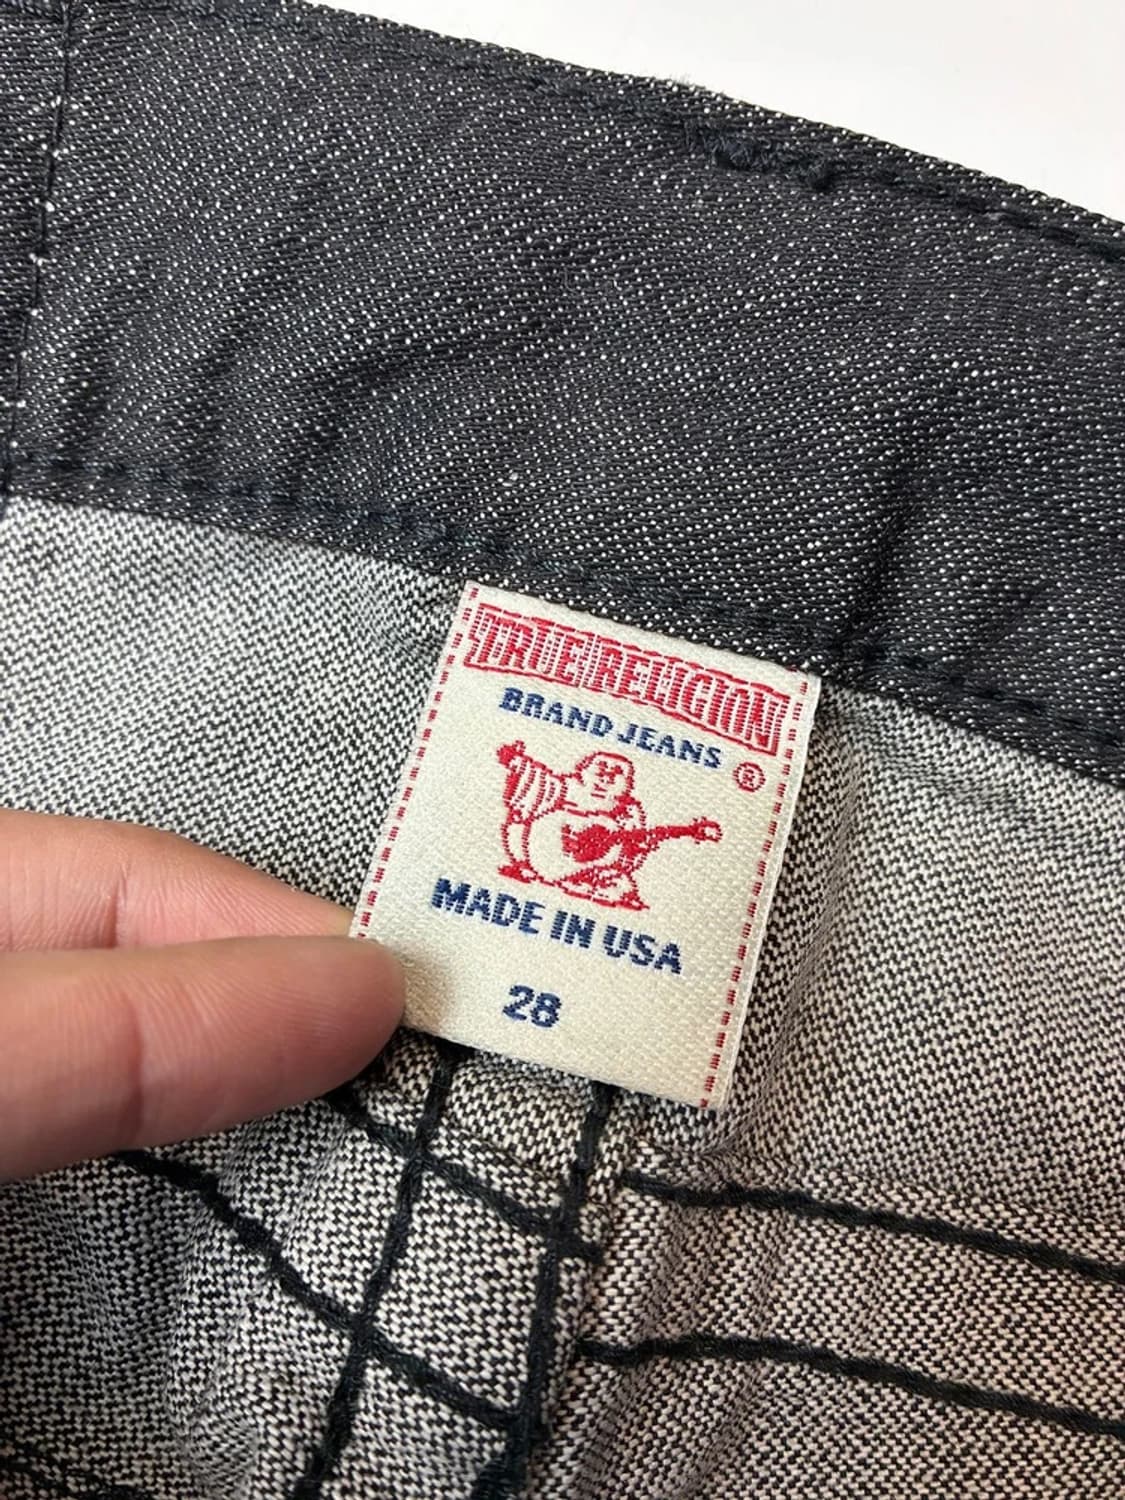 TRUE RELIGION
BRAND JEANS
®
MADE IN USA
28